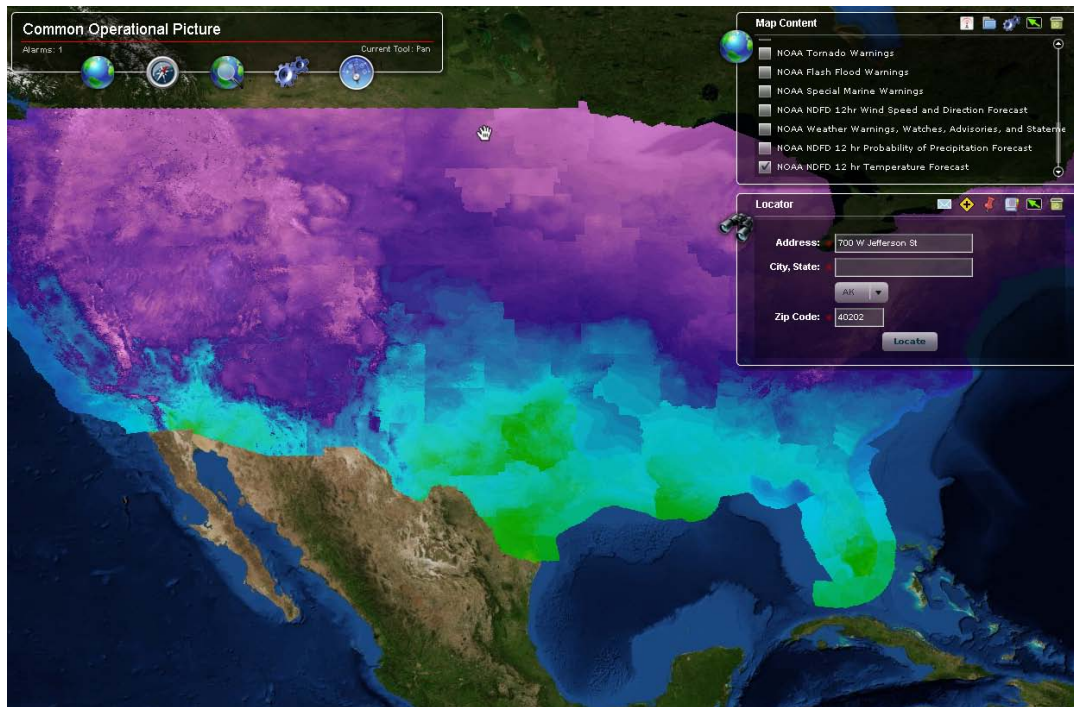 Common Operational Picture
Alarms: 1
Current Tool: Pan
Map Content
NOAA Tornado Warnings
NOAA Flash Flood Warnings
NOAA Special Marine Warnings
NOAA NDFD 12hr Wind Speed and Direction Forecast
NOAA Weather Warnings, Watches, Advisories, and Stateme
NOAA NDFD 12 hr Probability of Precipitation Forecast
NOAA NDFD 12 hr Temperature Forecast
Locator
Address: 700 W Jefferson St
City, State:
AK
Zip Code: 40202
Locate